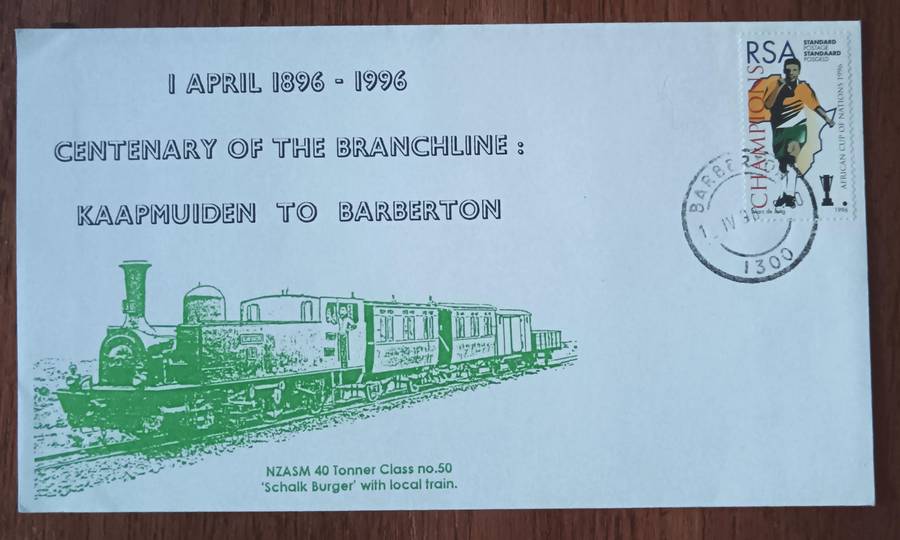 1 APRIL 1896 - 1996
CENTENARY OF THE BRANCHLINE :
KAAPMUIDEN TO BARBERTON
NZASM 40 Tonner Class no.50
'Schalk Burger' with local train.
RSA
STANDARD
POSTAGE
STANDAARD
POSGELD
CHAMPIONS
AFRICAN CUP OF NATIONS 1996
1996
BARBERTON
1300